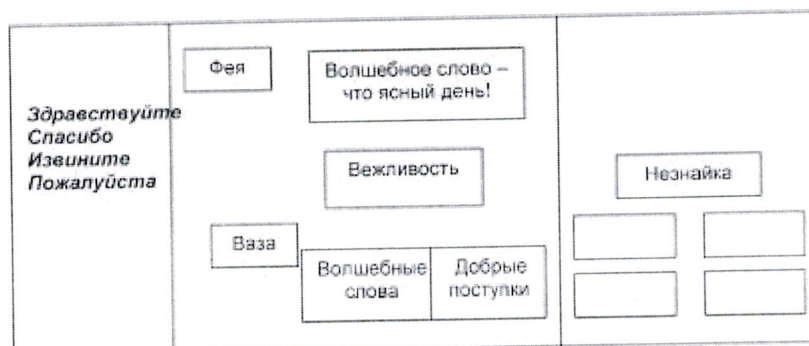 Здравствуйте
Спасибо
Извините
Пожалуйста
Фея
Волшебное слово –
что ясный день!
Вежливость
Ваза
Волшебные
слова
Добрые
поступки
Незнайка